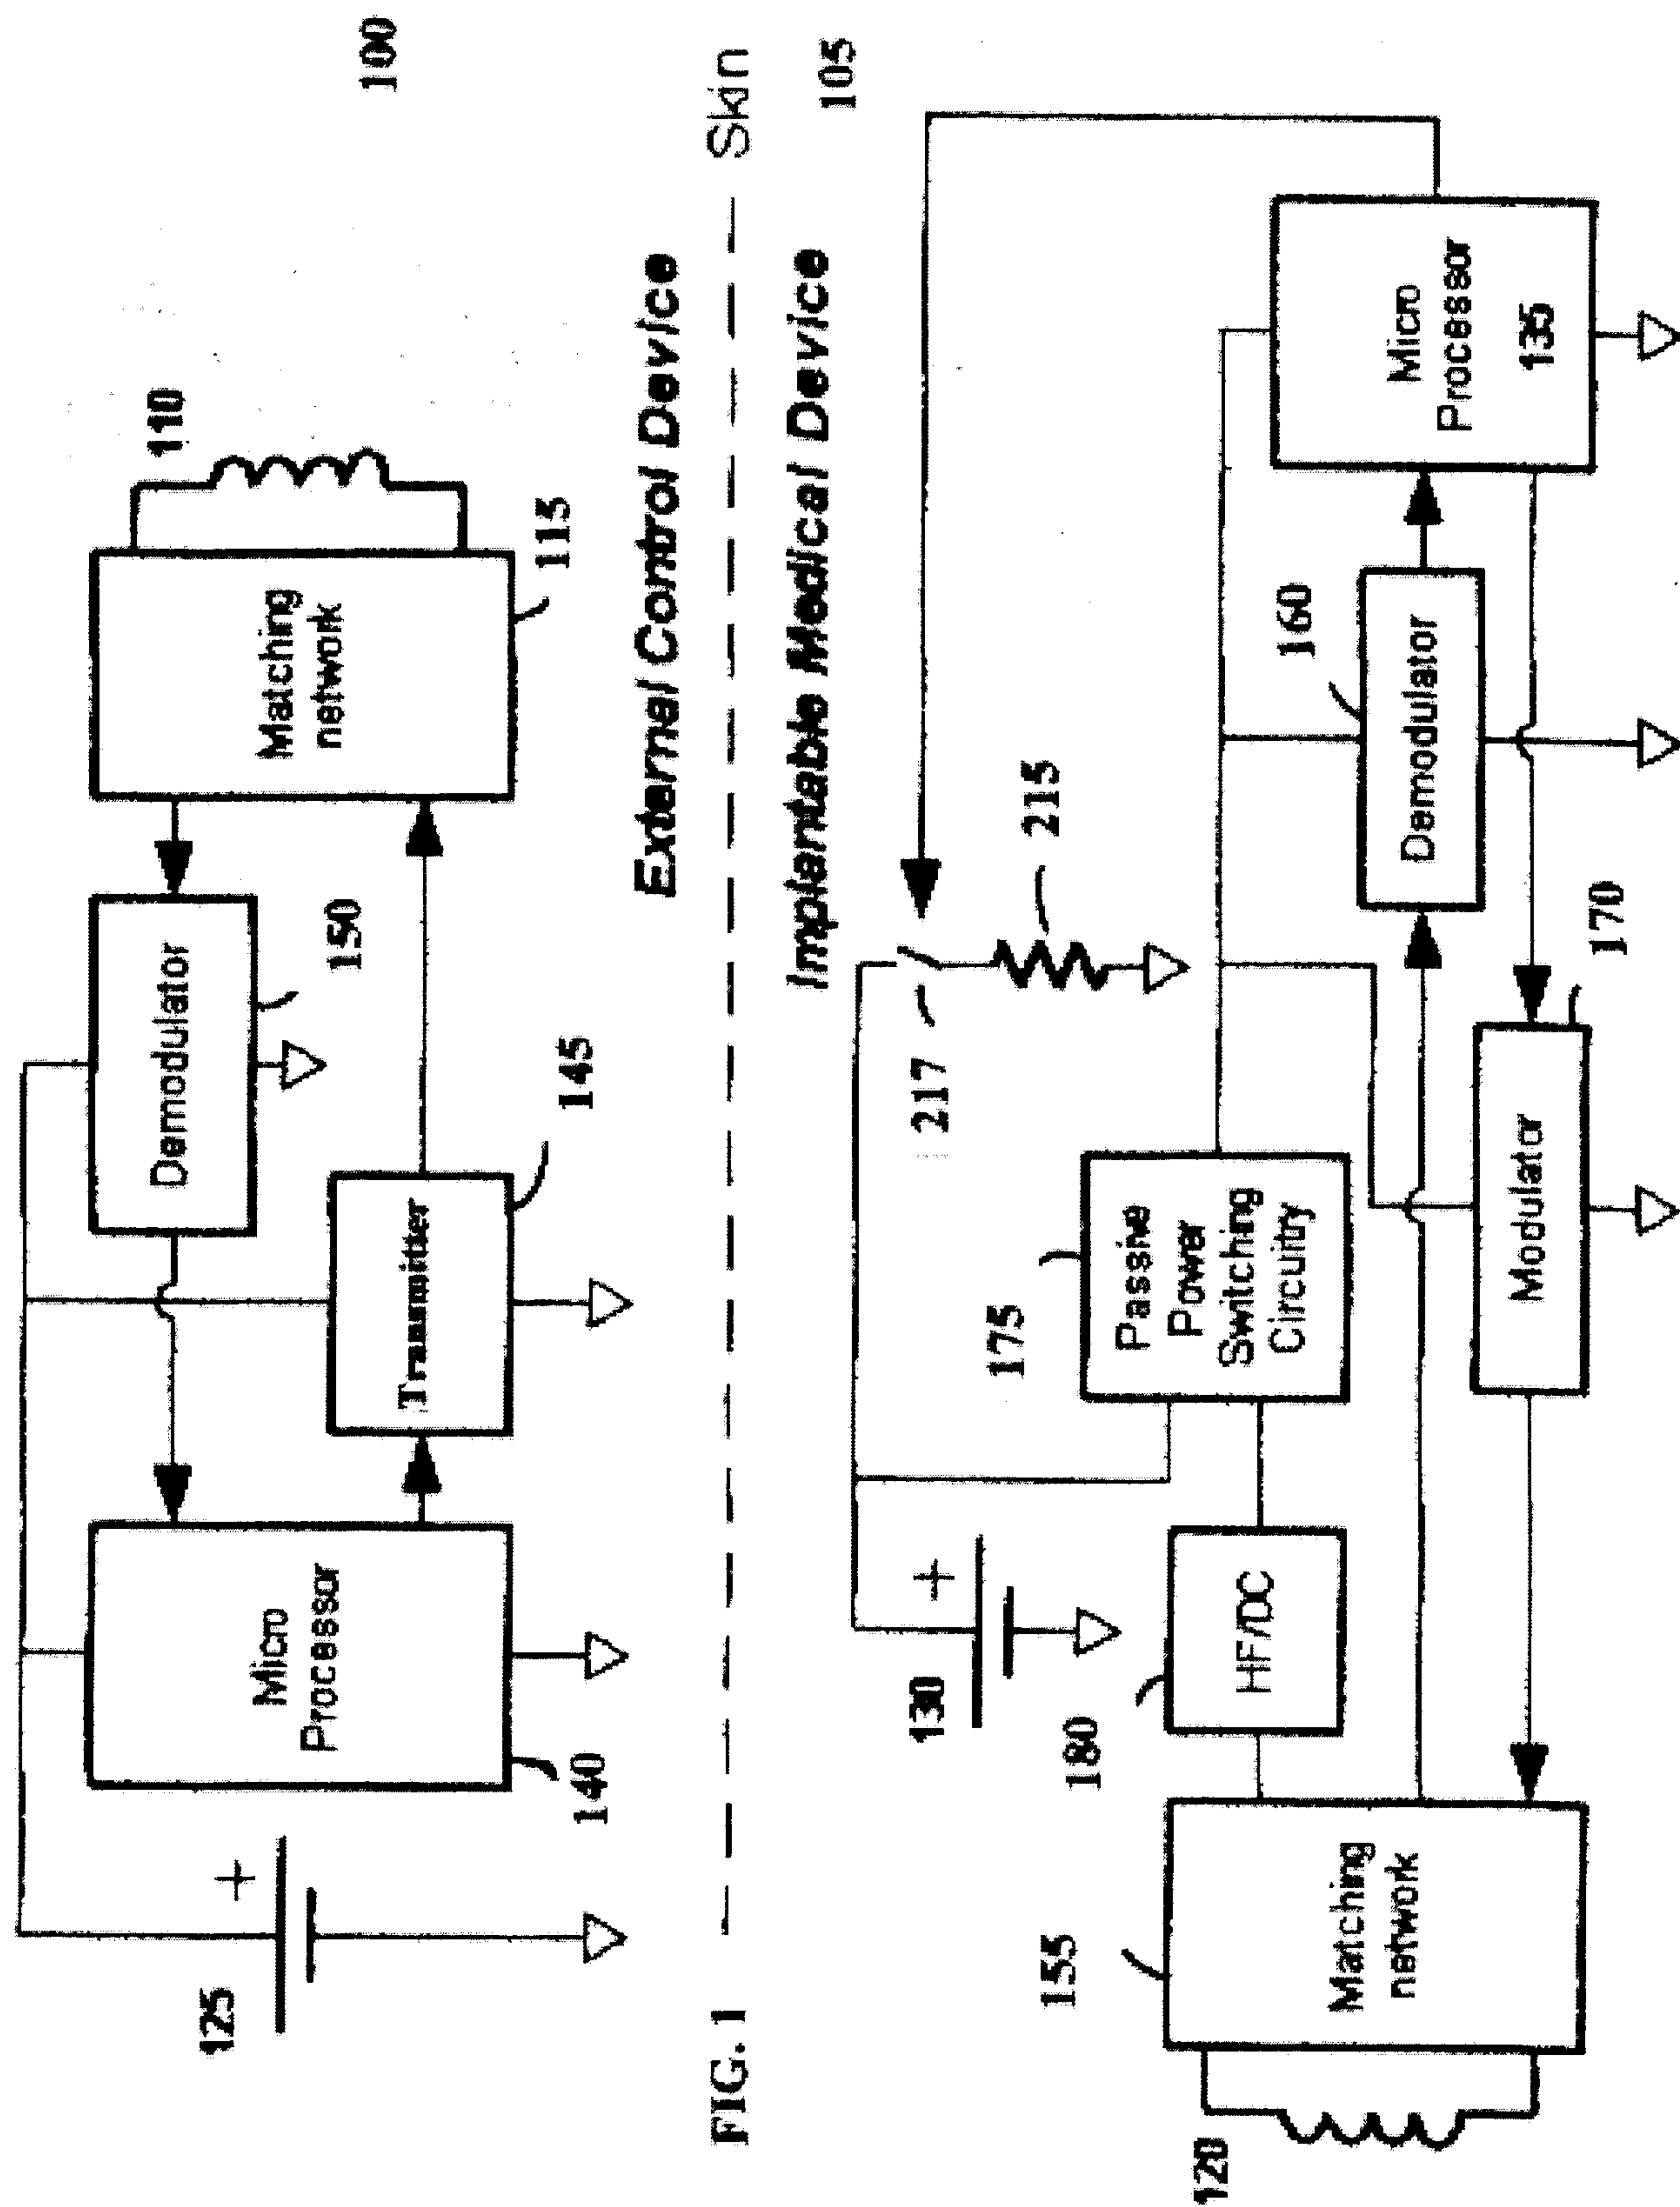 100
125
+
Micro
Processor
140
Transmitter
145
Demodulator
150
Matching
network
115
110
External Control Device
FIG. 1
Skin
Implantable Medical Device
105
130
+
217
215
120
155
Matching
network
180
HF/DC
175
Passive
Power
Switching
Circuitry
Modulator
170
160
Demodulator
Micro
Processor
135